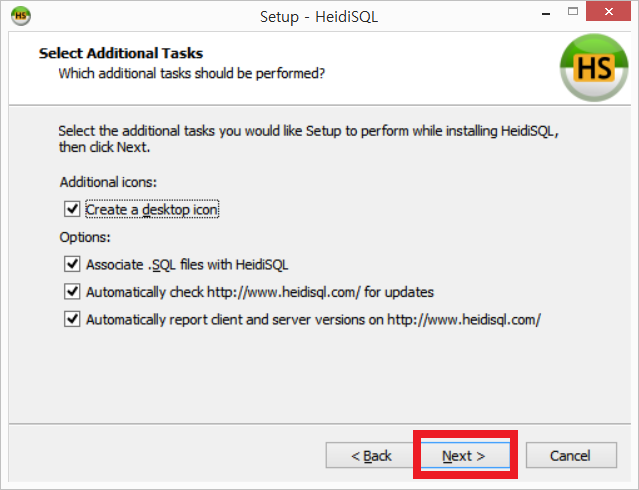 HS
Setup - HeidiSQL
Select Additional Tasks
Which additional tasks should be performed?
HS
Select the additional tasks you would like Setup to perform while installing HeidiSQL,
then click Next.
Additional icons:
Create a desktop icon
Options:
Associate .SQL files with HeidiSQL
Automatically check http://www.heidisql.com/ for updates
Automatically report client and server versions on http://www.heidisql.com/
< Back
Next >
Cancel